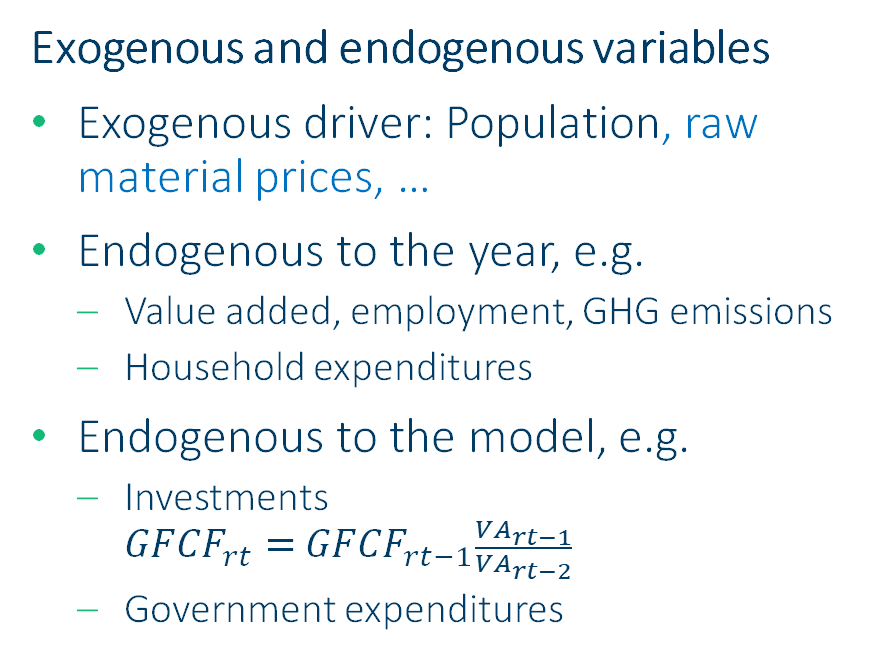 Exogenous and endogenous variables
• Exogenous driver: Population, raw
material prices, …
• Endogenous to the year, e.g.
– Value added, employment, GHG emissions
– Household expenditures
• Endogenous to the model, e.g.
– Investments
𝐺𝐹𝐶𝐹_{𝑟𝑡} = 𝐺𝐹𝐶𝐹_{𝑟𝑡−1} \frac{𝑉𝐴_{𝑟𝑡−1}}{𝑉𝐴_{𝑟𝑡−2}}
– Government expenditures